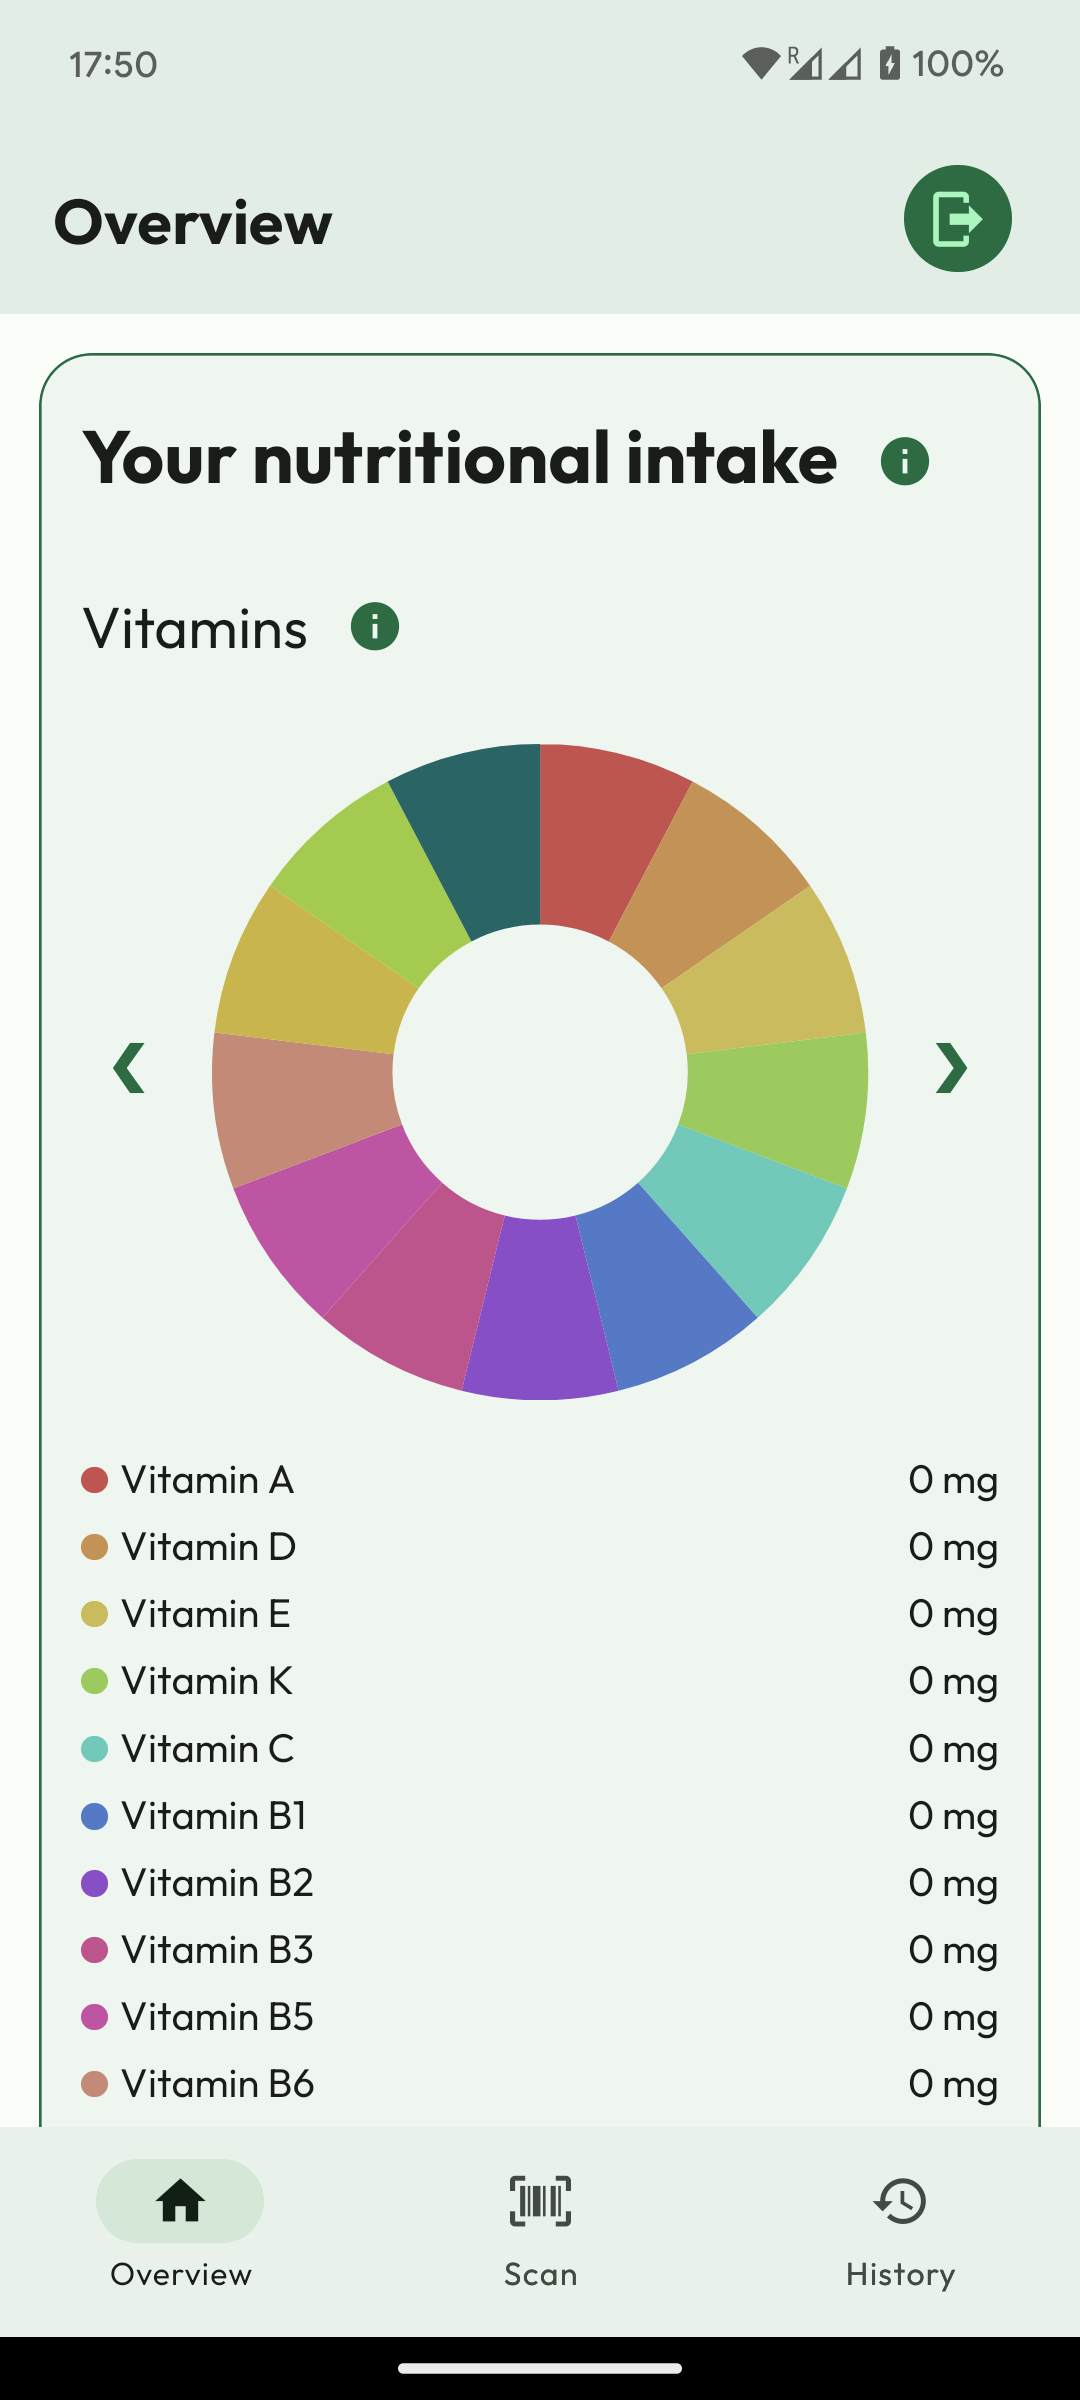 17:50
R
100%
Overview
Your nutritional intake
Vitamins
Vitamin A 0 mg
Vitamin D 0 mg
Vitamin E 0 mg
Vitamin K 0 mg
Vitamin C 0 mg
Vitamin B1 0 mg
Vitamin B2 0 mg
Vitamin B3 0 mg
Vitamin B5 0 mg
Vitamin B6 0 mg
Overview
Scan
History